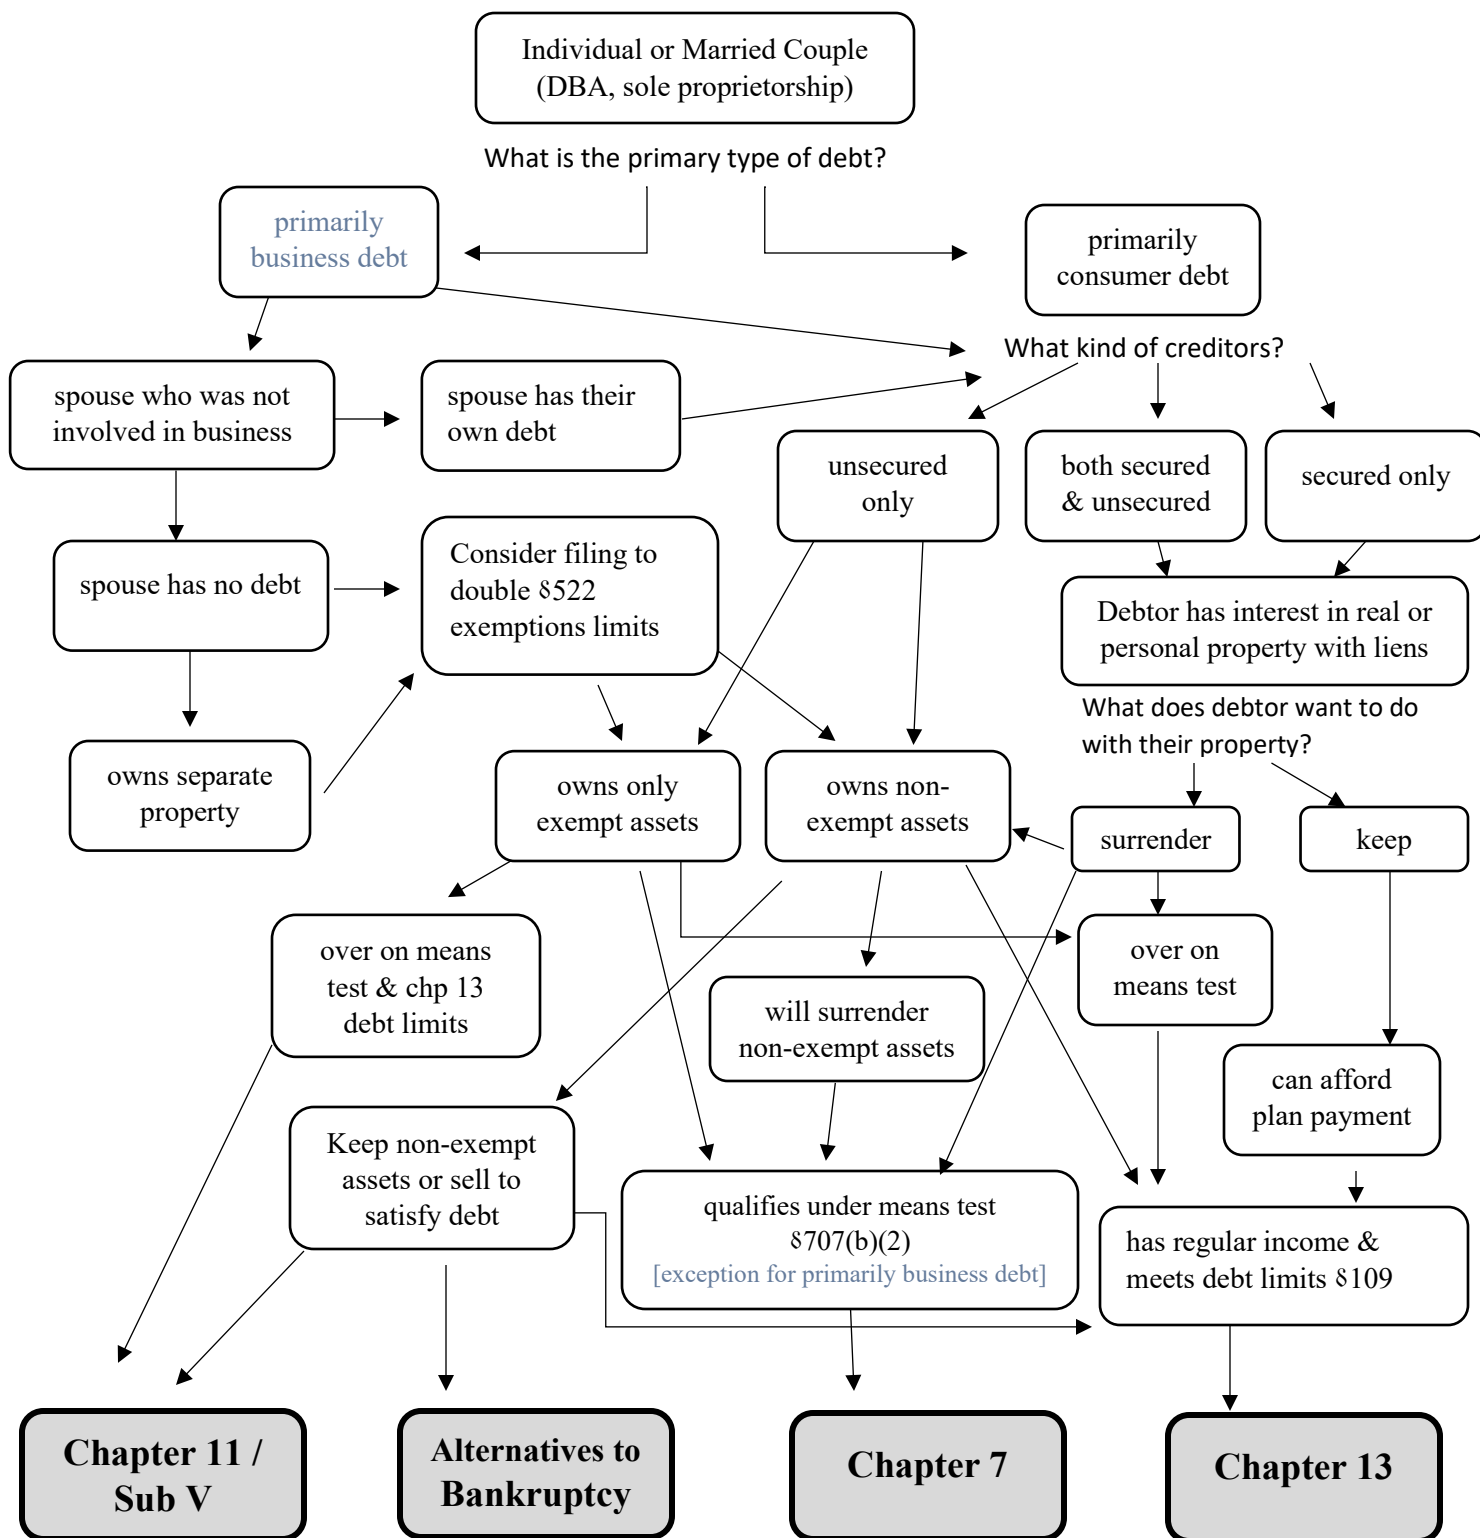 Individual or Married Couple
(DBA, sole proprietorship)
What is the primary type of debt?
primarily
business debt
primarily
consumer debt
What kind of creditors?
spouse who was not
involved in business
spouse has their
own debt
unsecured
only
both secured
& unsecured
secured only
spouse has no debt
Consider filing to
double §522
exemptions limits
Debtor has interest in real or
personal property with liens
What does debtor want to do
with their property?
owns separate
property
owns only
exempt assets
owns non-
exempt assets
surrender
keep
over on means
test & chp 13
debt limits
will surrender
non-exempt assets
over on
means test
can afford
plan payment
Keep non-exempt
assets or sell to
satisfy debt
qualifies under means test
§707(b)(2)
[exception for primarily business debt]
has regular income &
meets debt limits §109
Chapter 11 /
Sub V
Alternatives to
Bankruptcy
Chapter 7
Chapter 13